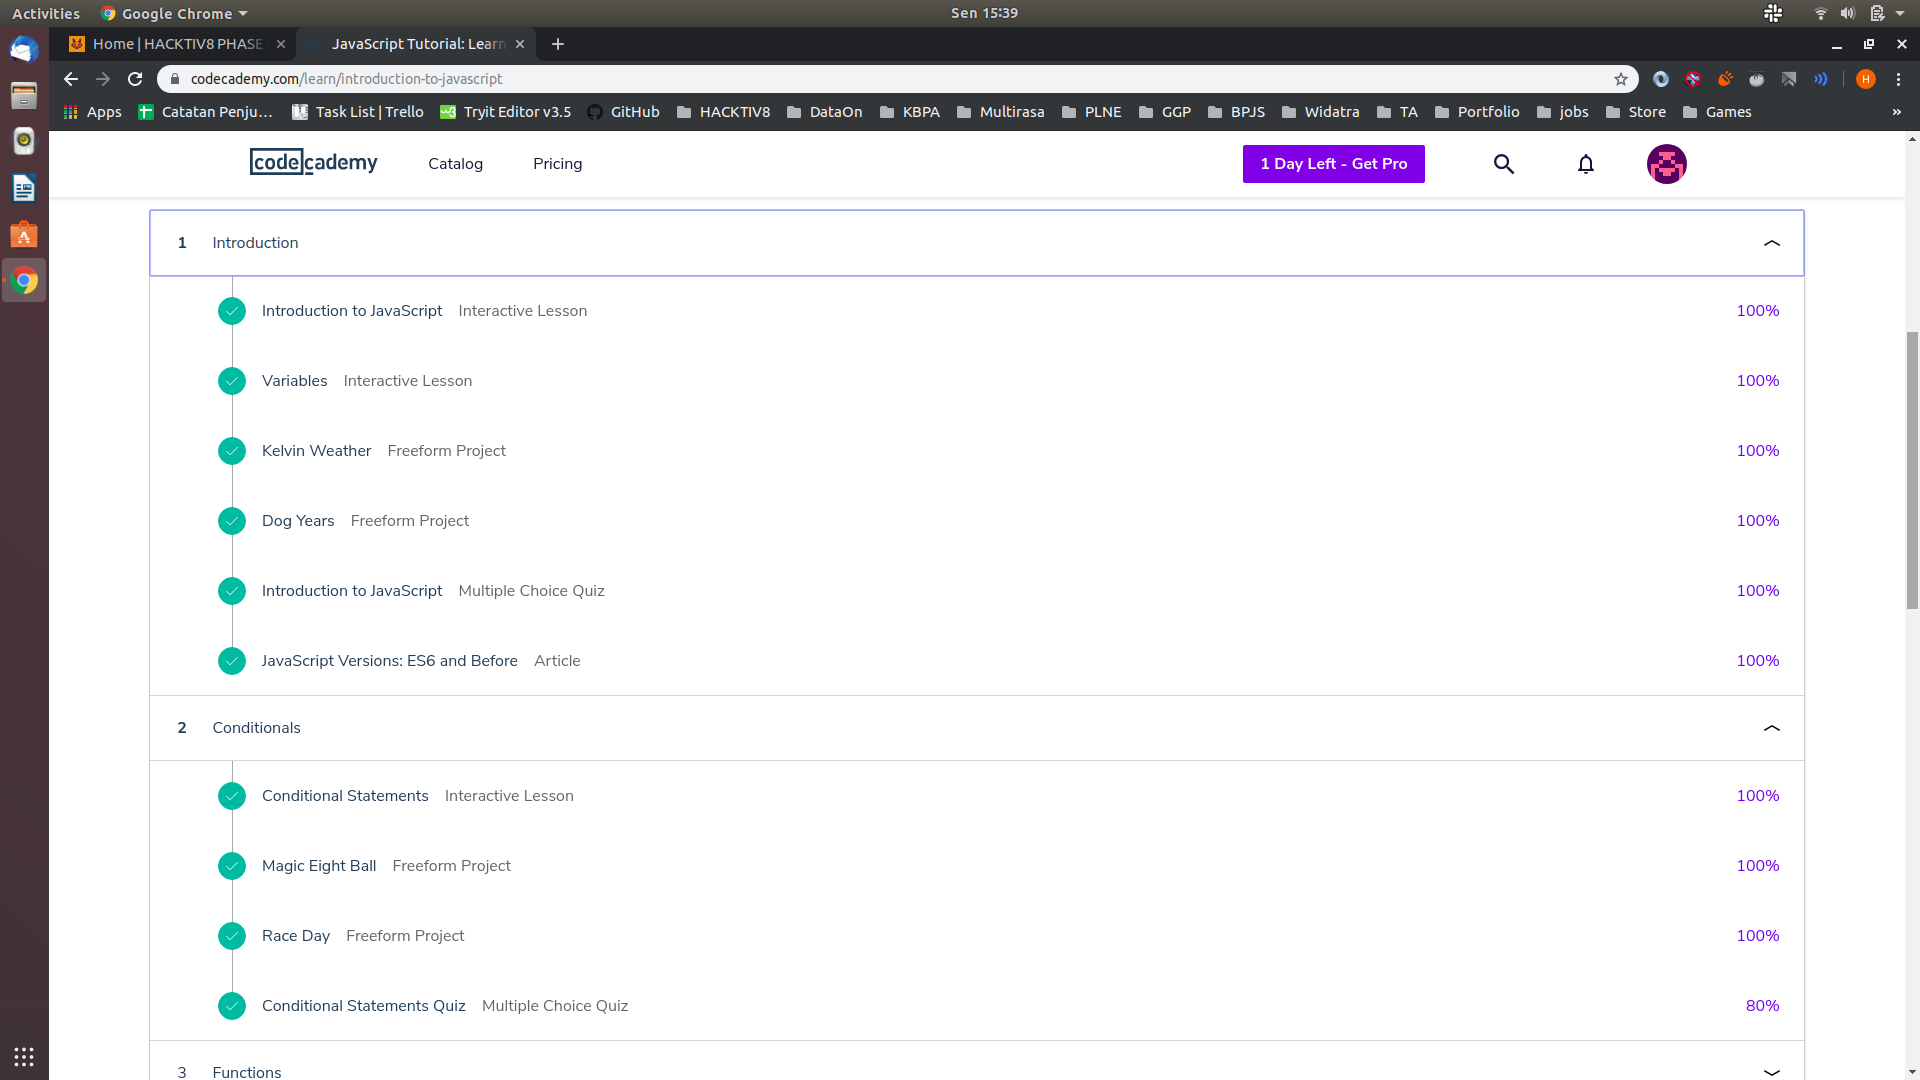 Activities Google Chrome Sen 15:39
Home | HACKTIV8 PHASE JavaScript Tutorial: Learn
codecademy.com/learn/introduction-to-javascript H
Apps Catatan Penju... Task List | Trello Tryit Editor v3.5 GitHub HACKTIV8 DataOn KBPA Multirasa PLNE GGP BPJS Widatra TA Portfolio jobs Store Games »
codecademy Catalog Pricing 1 Day Left - Get Pro
1 Introduction
Introduction to JavaScript Interactive Lesson 100%
Variables Interactive Lesson 100%
Kelvin Weather Freeform Project 100%
Dog Years Freeform Project 100%
Introduction to JavaScript Multiple Choice Quiz 100%
JavaScript Versions: ES6 and Before Article 100%
2 Conditionals
Conditional Statements Interactive Lesson 100%
Magic Eight Ball Freeform Project 100%
Race Day Freeform Project 100%
Conditional Statements Quiz Multiple Choice Quiz 80%
3 Functions